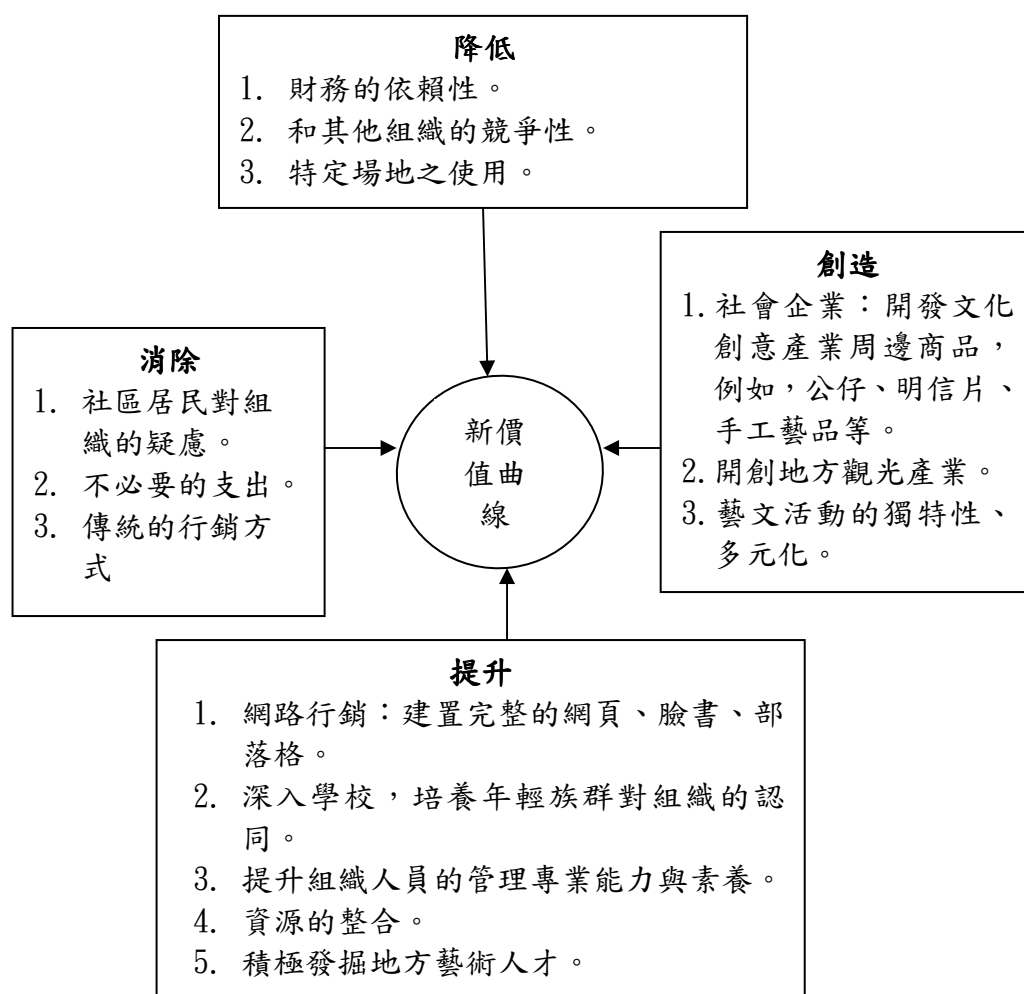 降低
1. 財務的依賴性。
2. 和其他組織的競爭性。
3. 特定場地之使用。
創造
1. 社會企業：開發文化
創意產業周邊商品，
例如，公仔、明信片、
手工藝品等。
2. 開創地方觀光產業。
3. 藝文活動的獨特性、
多元化。
消除
1. 社區居民對組
織的疑慮。
2. 不必要的支出。
3. 傳統的行銷方
式
新價
值曲
線
提升
1. 網路行銷：建置完整的網頁、臉書、部
落格。
2. 深入學校，培養年輕族群對組織的認
同。
3. 提升組織人員的管理專業能力與素養。
4. 資源的整合。
5. 積極發掘地方藝術人才。